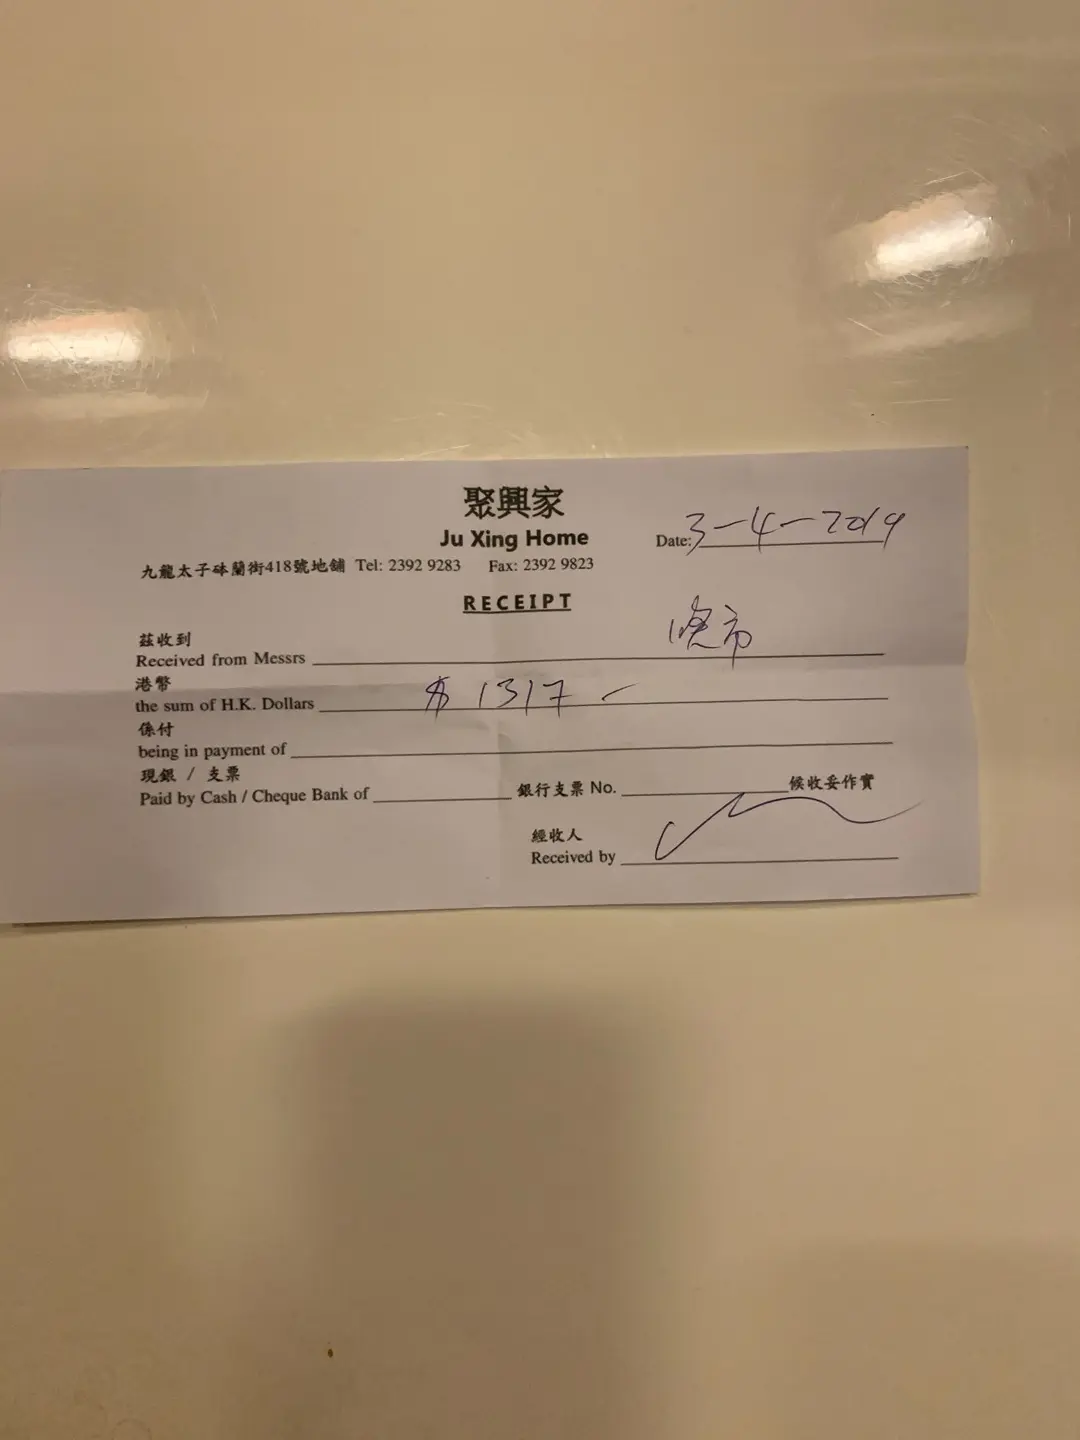 聚興家
Ju Xing Home
Date: 3-4-2019
九龍太子砵蘭街418號地舖 Tel: 2392 9283 Fax: 2392 9823
RECEIPT
茲收到 晚市
Received from Messrs
港幣
the sum of H.K. Dollars $ 1317 -
係付
being in payment of
現銀 / 支票
Paid by Cash / Cheque Bank of 銀行支票 No. 候收妥作實
經收人
Received by